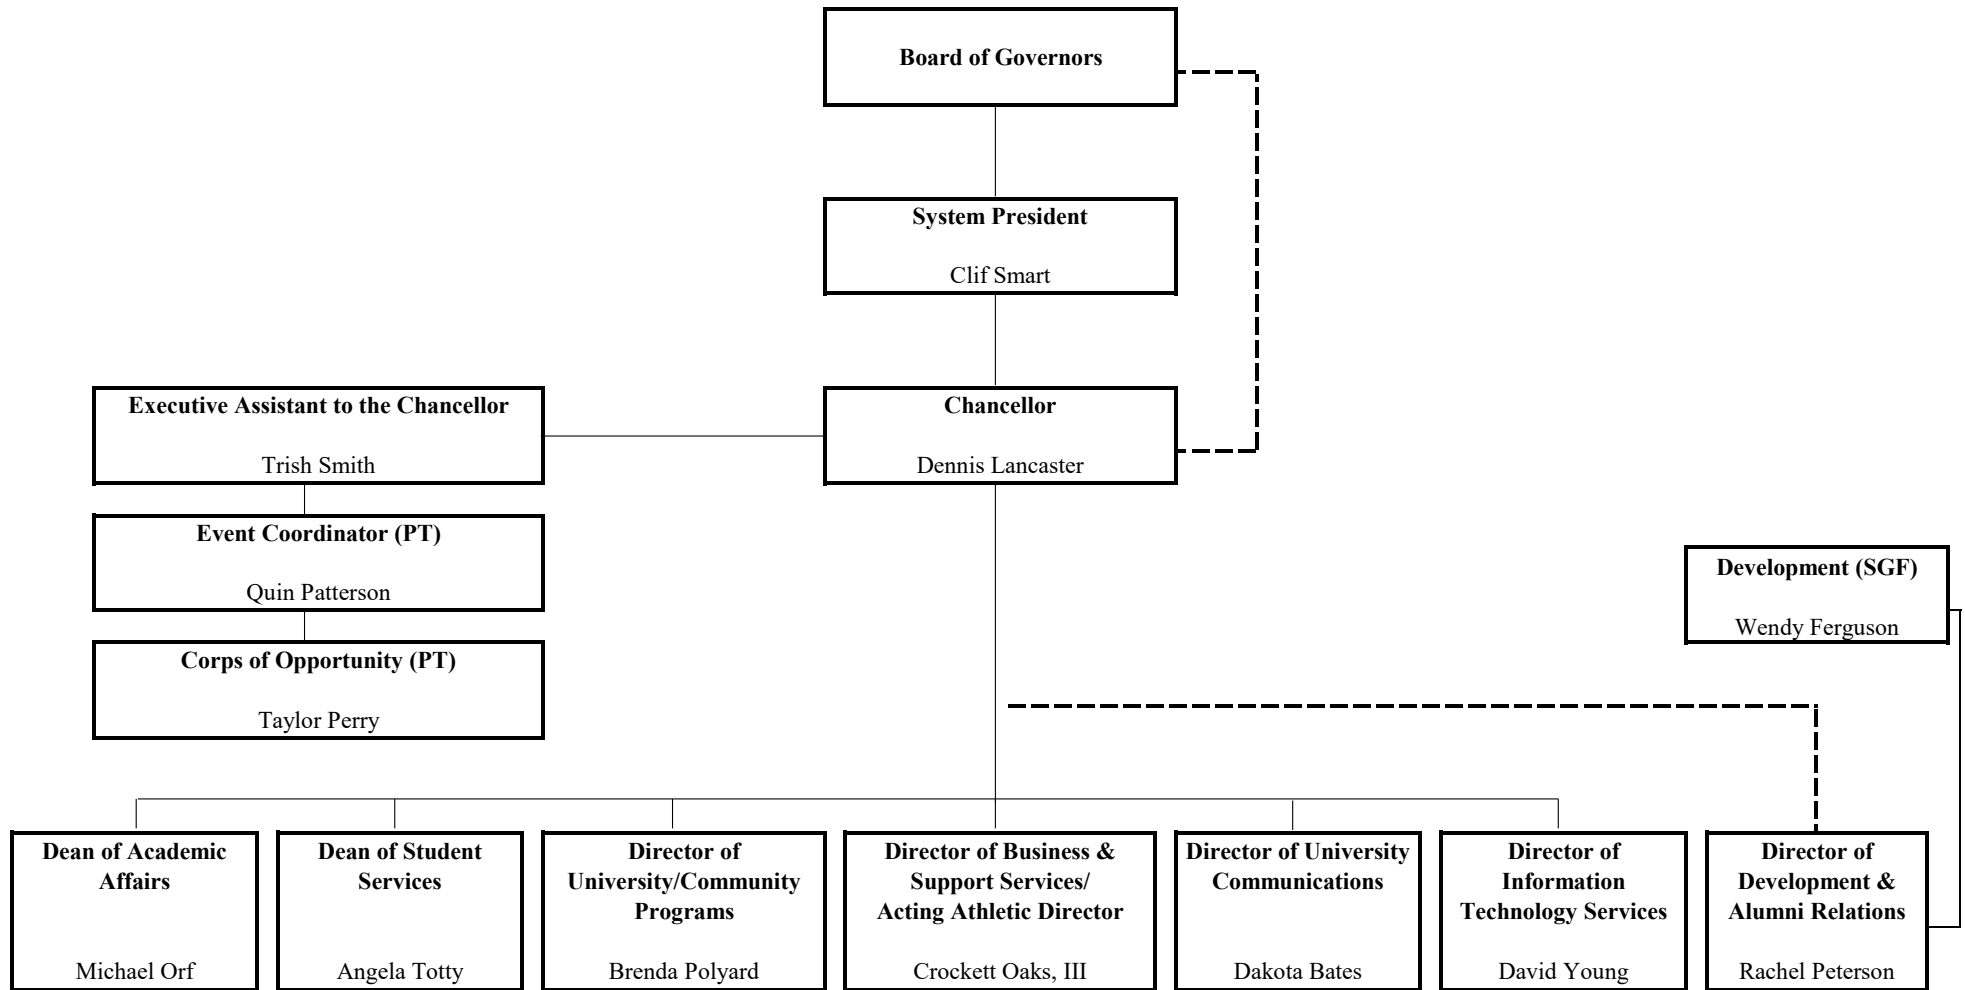 Board of Governors
System President
Clif Smart
Executive Assistant to the Chancellor
Trish Smith
Chancellor
Dennis Lancaster
Event Coordinator (PT)
Quin Patterson
Development (SGF)
Wendy Ferguson
Corps of Opportunity (PT)
Taylor Perry
Dean of Academic
Affairs
Michael Orf
Dean of Student
Services
Angela Totty
Director of
University/Community
Programs
Brenda Polyard
Director of Business &
Support Services/
Acting Athletic Director
Crockett Oaks, III
Director of University
Communications
Dakota Bates
Director of
Information
Technology Services
David Young
Director of
Development &
Alumni Relations
Rachel Peterson